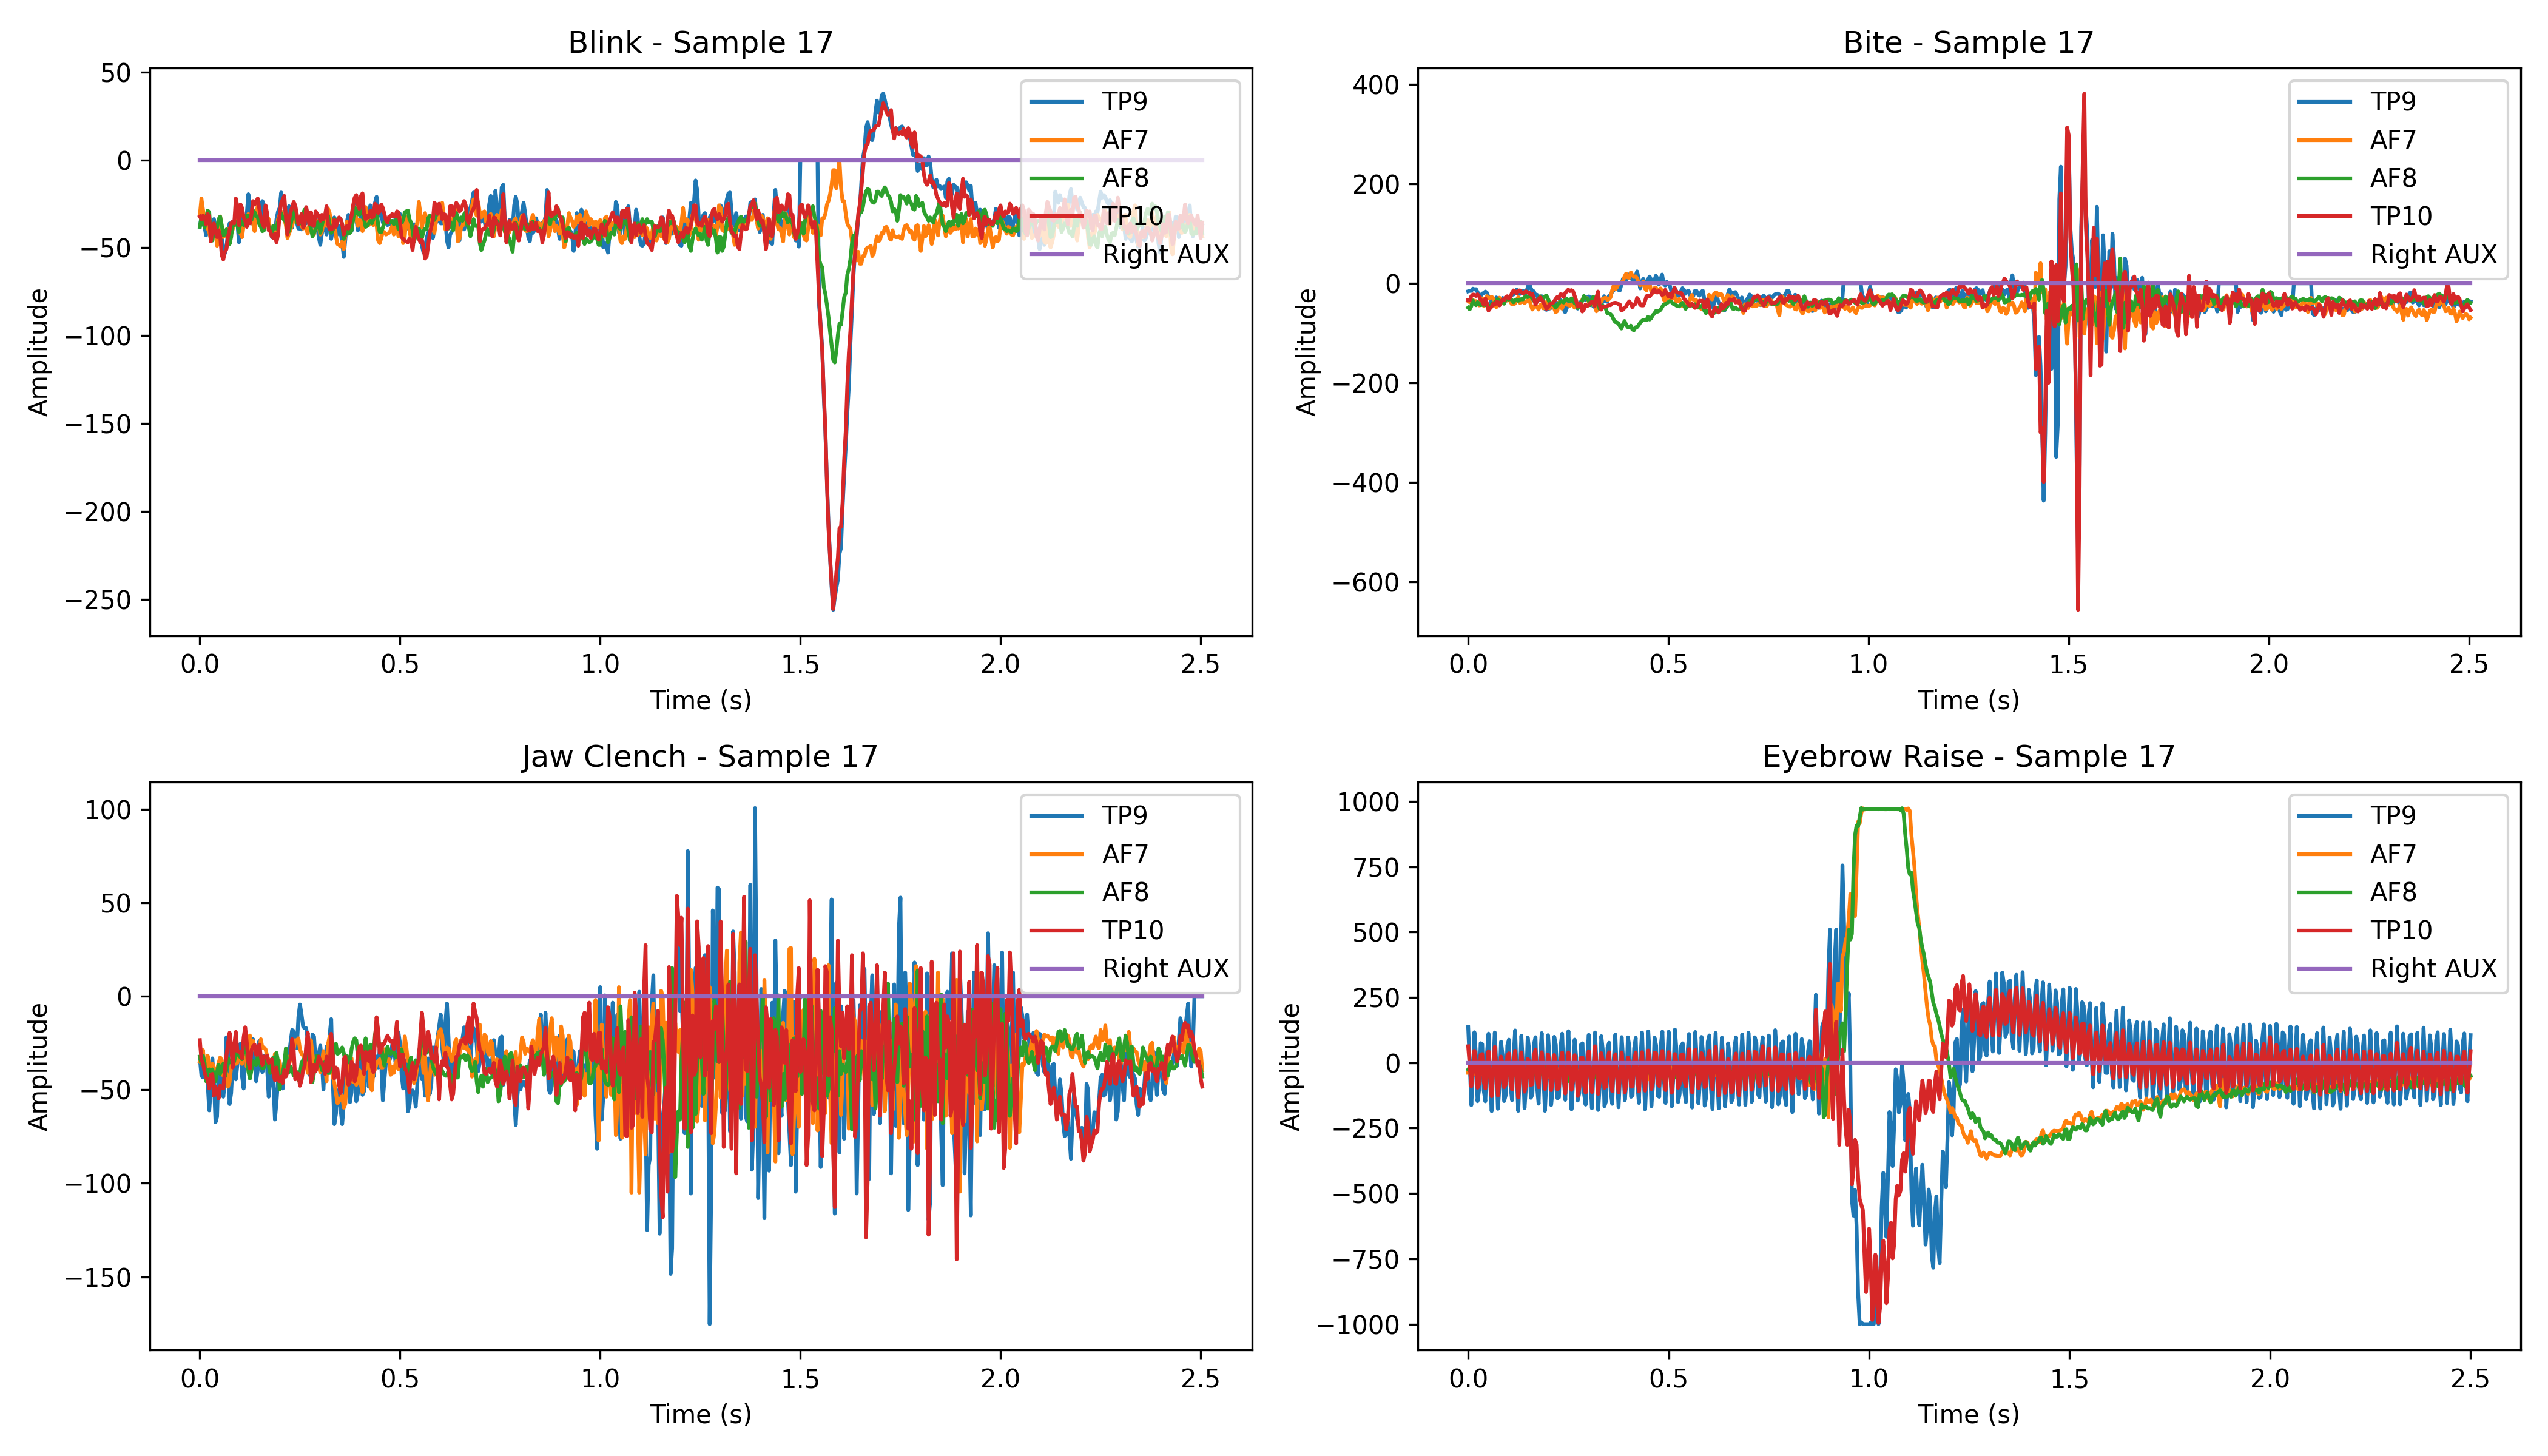 Blink - Sample 17
50
0
−50
−100
−150
−200
−250
Amplitude
0.0 0.5 1.0 1.5 2.0 2.5
Time (s)
TP9
AF7
AF8
TP10
Right AUX
Bite - Sample 17
400
200
0
−200
−400
−600
Amplitude
0.0 0.5 1.0 1.5 2.0 2.5
Time (s)
TP9
AF7
AF8
TP10
Right AUX
Jaw Clench - Sample 17
100
50
0
−50
−100
−150
Amplitude
0.0 0.5 1.0 1.5 2.0 2.5
Time (s)
TP9
AF7
AF8
TP10
Right AUX
Eyebrow Raise - Sample 17
1000
750
500
250
0
−250
−500
−750
−1000
Amplitude
0.0 0.5 1.0 1.5 2.0 2.5
Time (s)
TP9
AF7
AF8
TP10
Right AUX